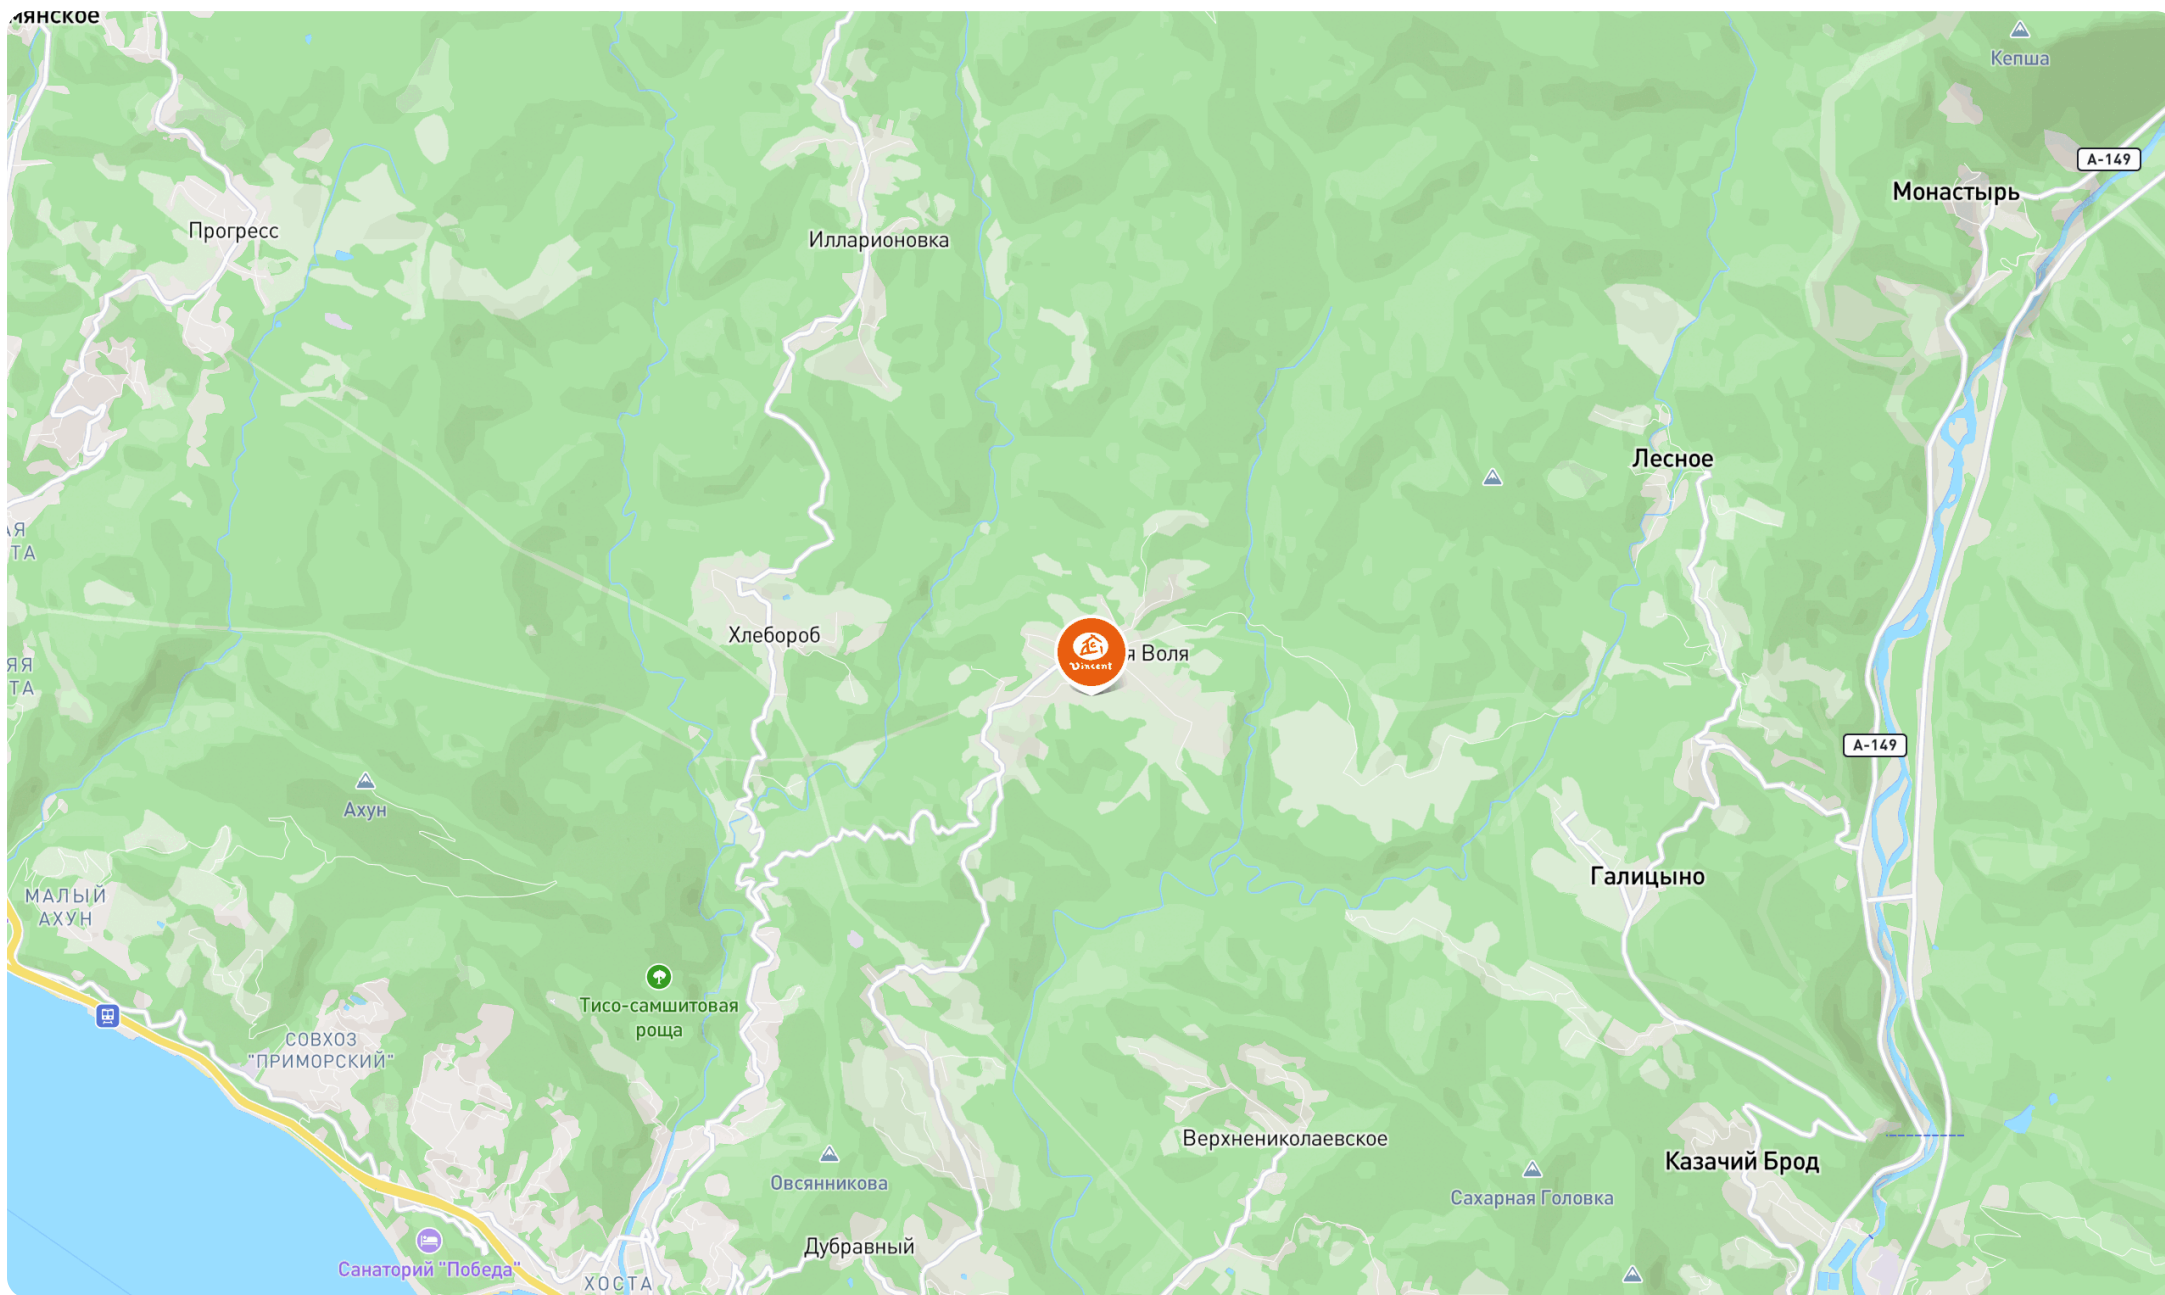 Кепша
А-149
Монастырь
Прогресс
Илларионовка
Лесное
Хлебороб
Vincent
Воля
А-149
Ахун
Галицыно
МАЛЫЙ
АХУН
Тисо-самшитовая
роща
СОВХОЗ
"ПРИМОРСКИЙ"
Верхнениколаевское
Казачий Брод
Овсянникова
Сахарная Головка
Дубравный
Санаторий "Победа"
ХОСТА